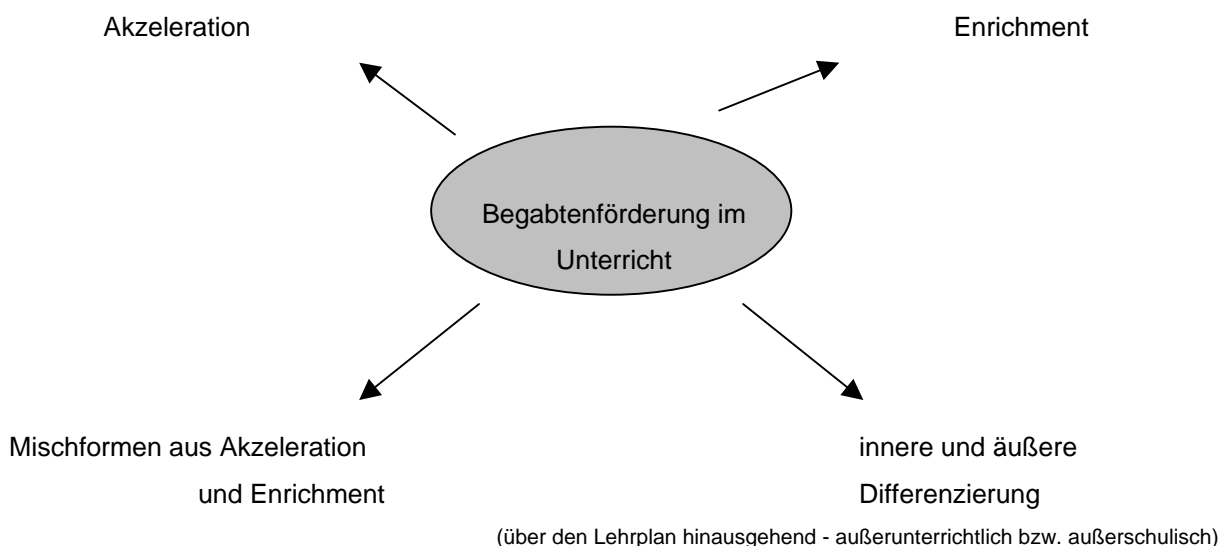 Akzeleration
Enrichment
Begabtenförderung im
Unterricht
Mischformen aus Akzeleration
und Enrichment
innere und äußere
Differenzierung
(über den Lehrplan hinausgehend - außerunterrichtlich bzw. außerschulisch)